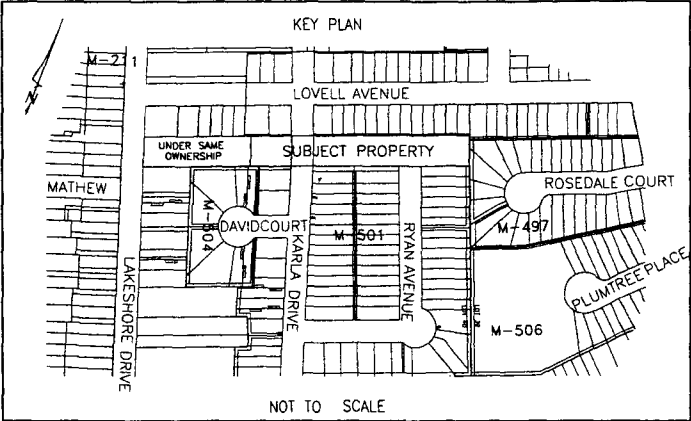 KEY PLAN
M-211
N
LOVELL AVENUE
UNDER SAME
OWNERSHIP
SUBJECT PROPERTY
MATHEW
ROSEDALE COURT
M-504
DAVIDCOURT
M-501
M-497
KARLA DRIVE
RYAN AVENUE
LAKESHORE DRIVE
PLUMTREE PLACE
M-506
NOT TO SCALE